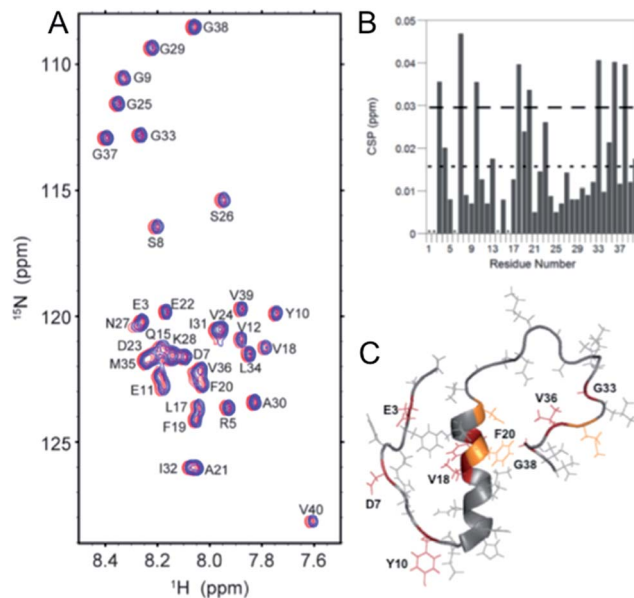 A
110
115
120
125
15N (ppm)
8.4
8.2
8.0
7.8
7.6
1H (ppm)
G38
G29
G9
G25
G33
G37
S26
S8
E3
E22
N27
Q15
V24
I31
V39
Y10
V12
D23
K28
D7
V18
M35
V36
L34
E11
F20
L17
A30
R5
F19
I32
A21
V40
B
0.05
0.04
0.03
0.02
0.01
0
CSP (ppm)
1
5
9
13
17
21
25
29
33
37
Residue Number
C
E3
V36
G33
F20
V18
G38
D7
Y10